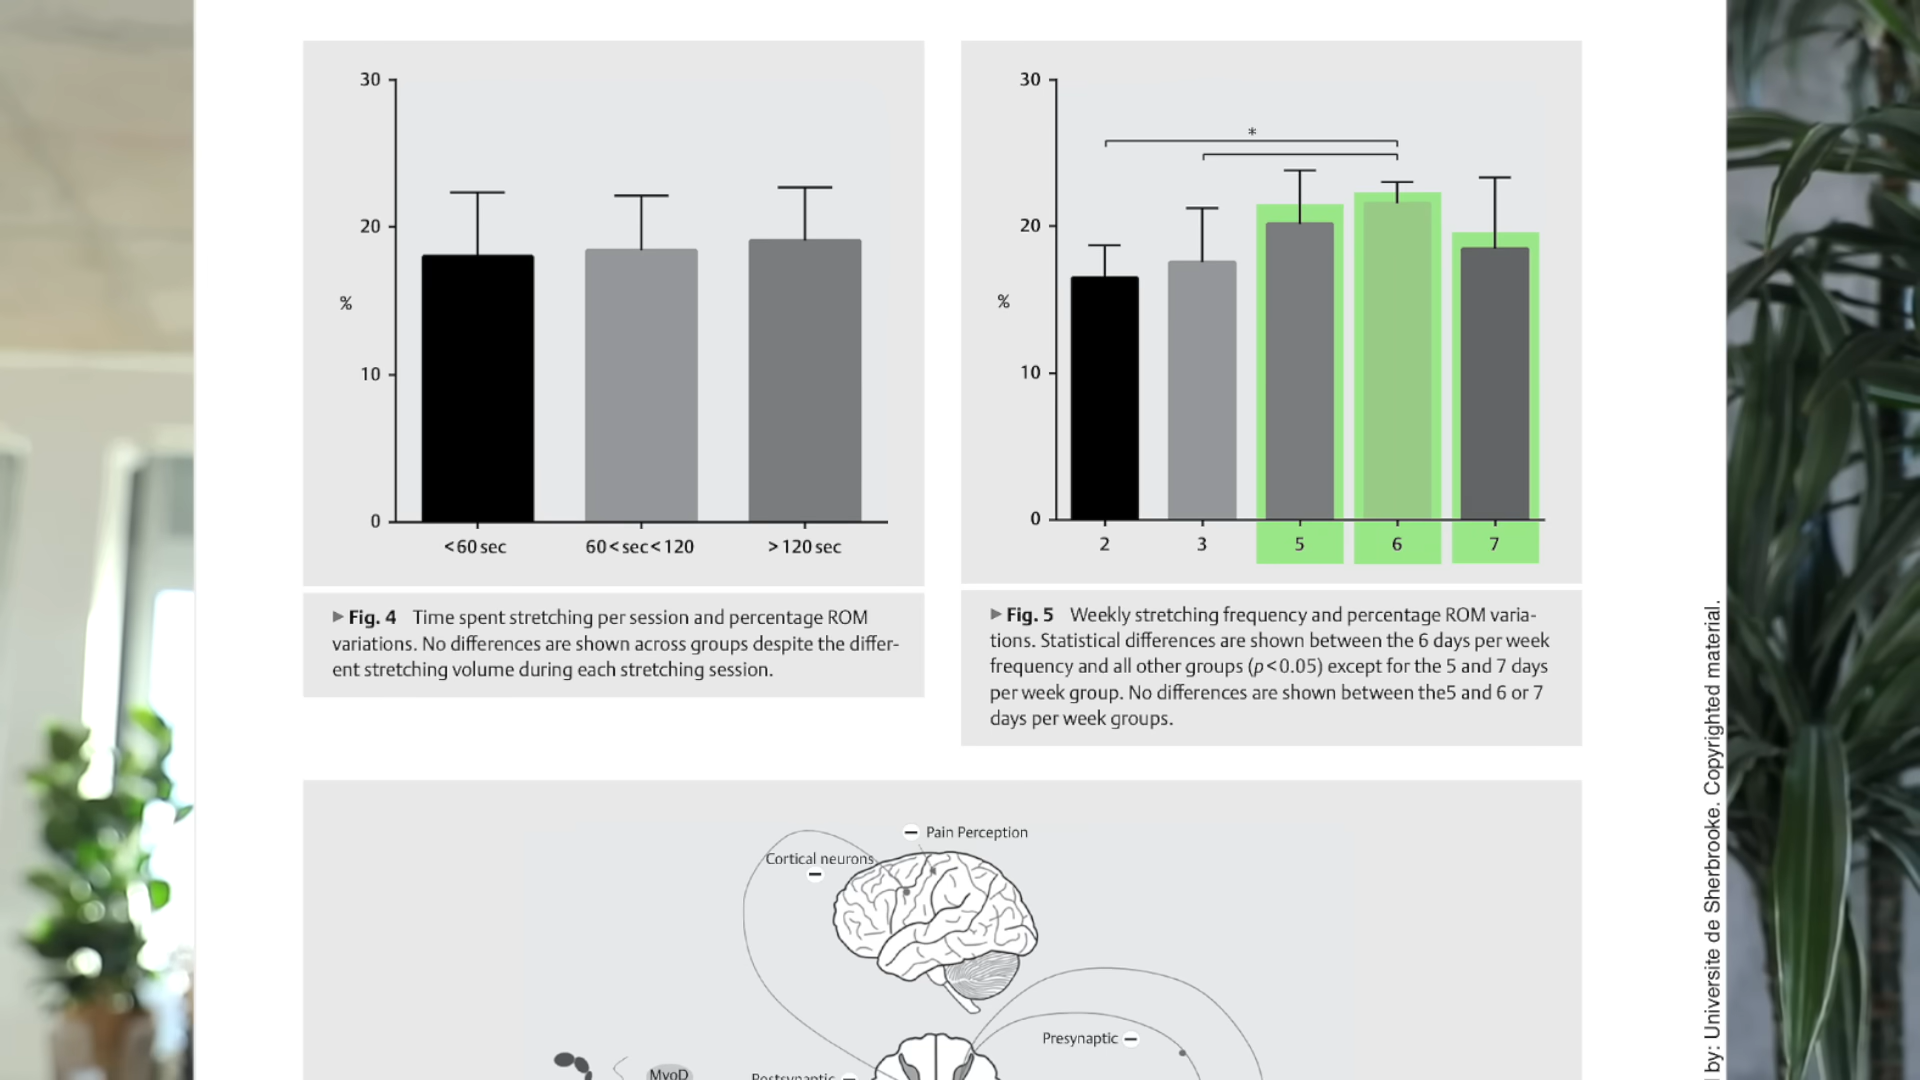 30
20
%
10
0
<60 sec 60<sec<120 >120 sec
▶ Fig. 4 Time spent stretching per session and percentage ROM
variations. No differences are shown across groups despite the differ-
ent stretching volume during each stretching session.
30
*
20
%
10
0
2 3 5 6 7
▶ Fig. 5 Weekly stretching frequency and percentage ROM varia-
tions. Statistical differences are shown between the 6 days per week
frequency and all other groups (p<0.05) except for the 5 and 7 days
per week group. No differences are shown between the5 and 6 or 7
days per week groups.
Pain Perception
Cortical neurons
Presynaptic
MyoD
Postsynaptic
by: Universite de Sherbrooke. Copyrighted material.